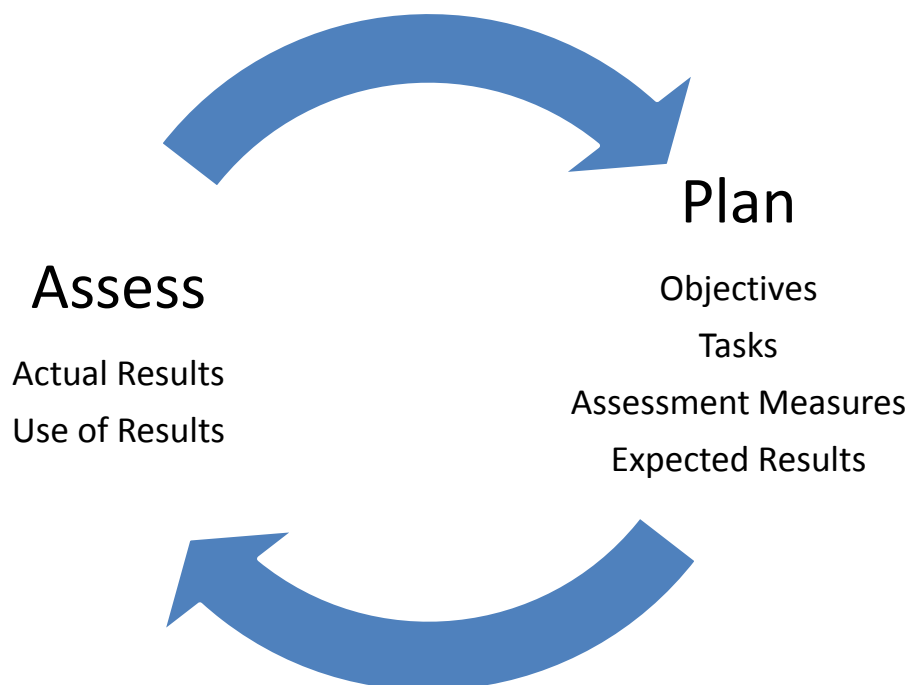 Plan
Objectives
Tasks
Assessment Measures
Expected Results
Assess
Actual Results
Use of Results